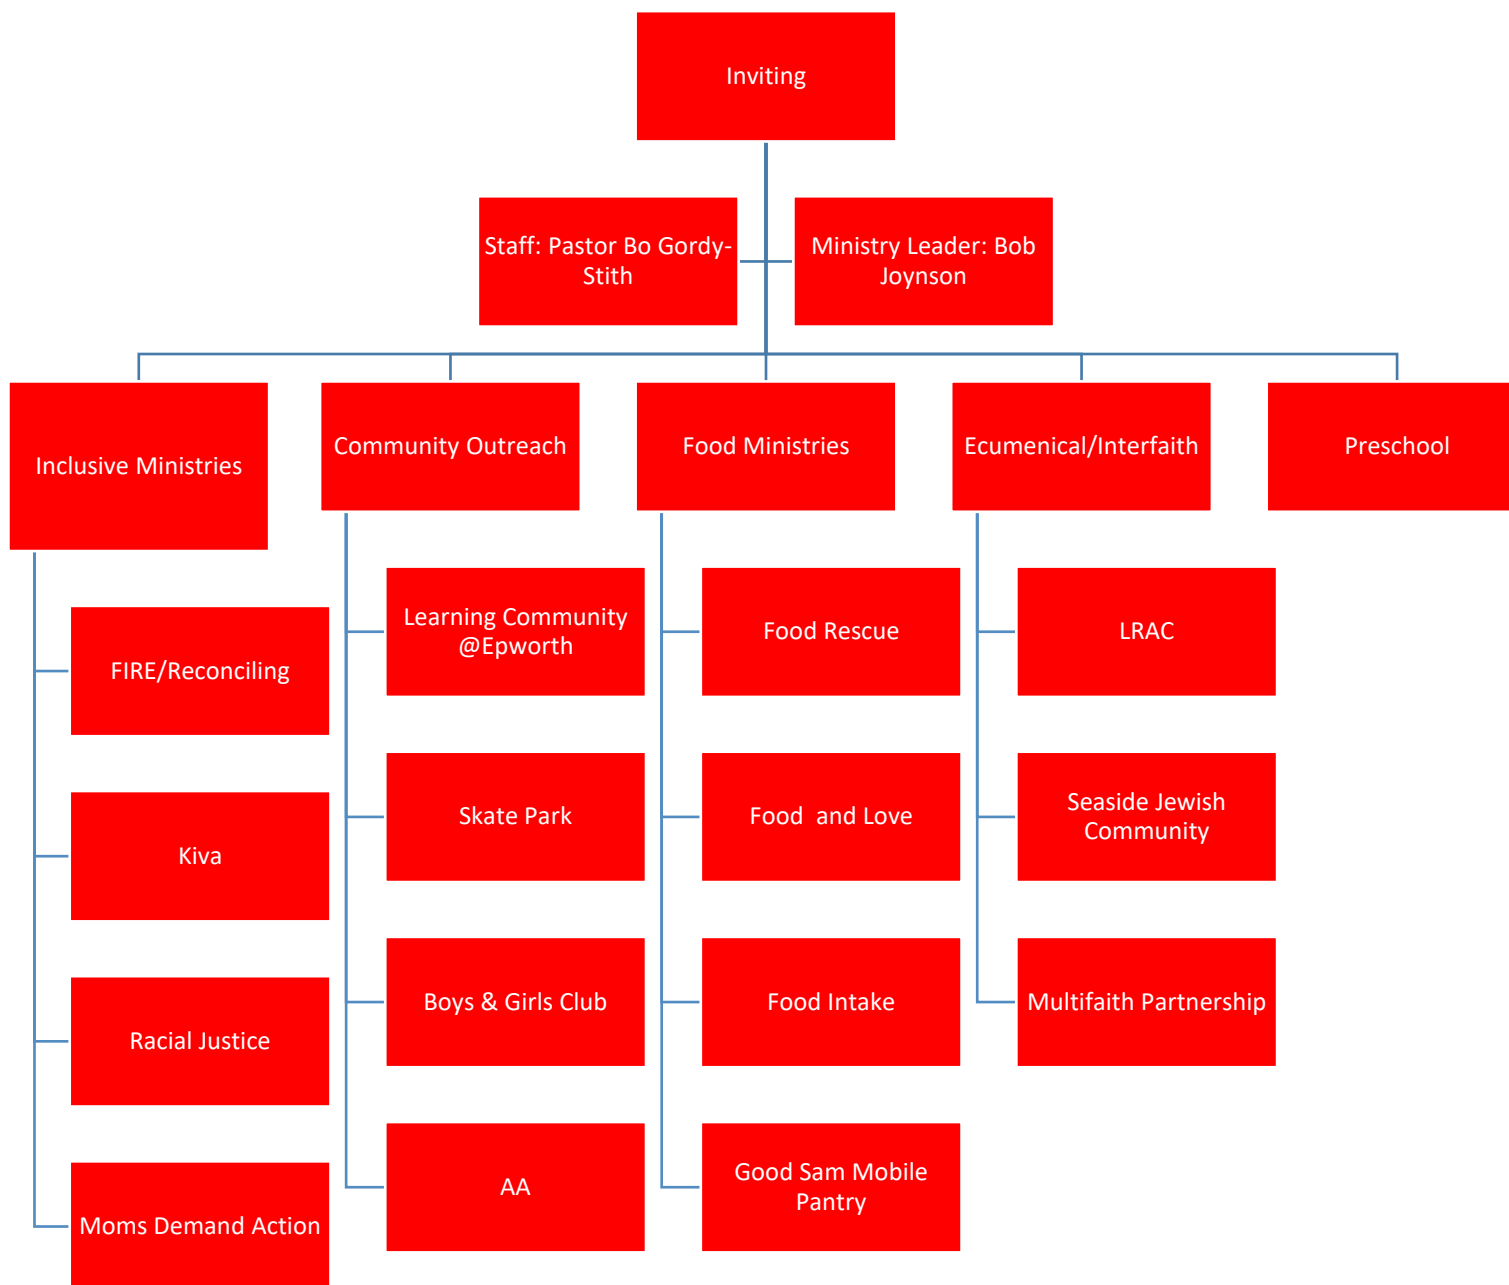 Inviting
Staff: Pastor Bo Gordy-
Stith
Ministry Leader: Bob
Joynson
Inclusive Ministries
Community Outreach
Food Ministries
Ecumenical/Interfaith
Preschool
FIRE/Reconciling
Kiva
Racial Justice
Moms Demand Action
Learning Community
@Epworth
Skate Park
Boys & Girls Club
AA
Food Rescue
Food  and Love
Food Intake
Good Sam Mobile
Pantry
LRAC
Seaside Jewish
Community
Multifaith Partnership